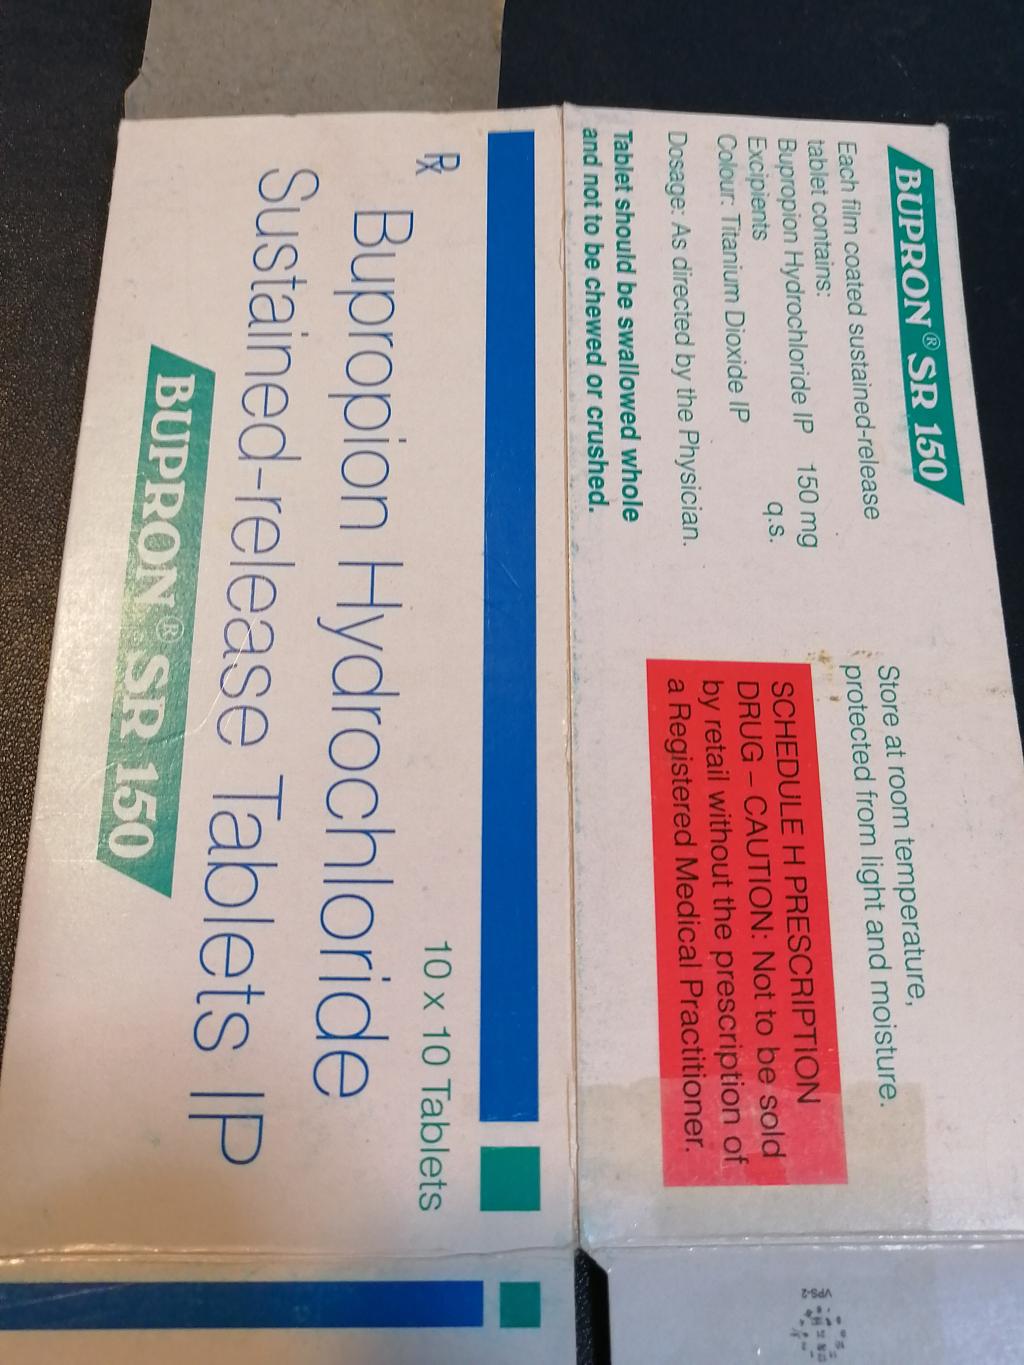 BUPRON® SR 150
Each film coated sustained-release
tablet contains:
Bupropion Hydrochloride IP 150 mg
Excipients q.s.
Colour: Titanium Dioxide IP
Dosage: As directed by the Physician.
Tablet should be swallowed whole
and not to be chewed or crushed.
Store at room temperature,
protected from light and moisture.
SCHEDULE H PRESCRIPTION
DRUG – CAUTION: Not to be sold
by retail without the prescription of
a Registered Medical Practitioner.
Rx
10 x 10 Tablets
Bupropion Hydrochloride
Sustained-release Tablets IP
BUPRON® SR 150
VPS-2